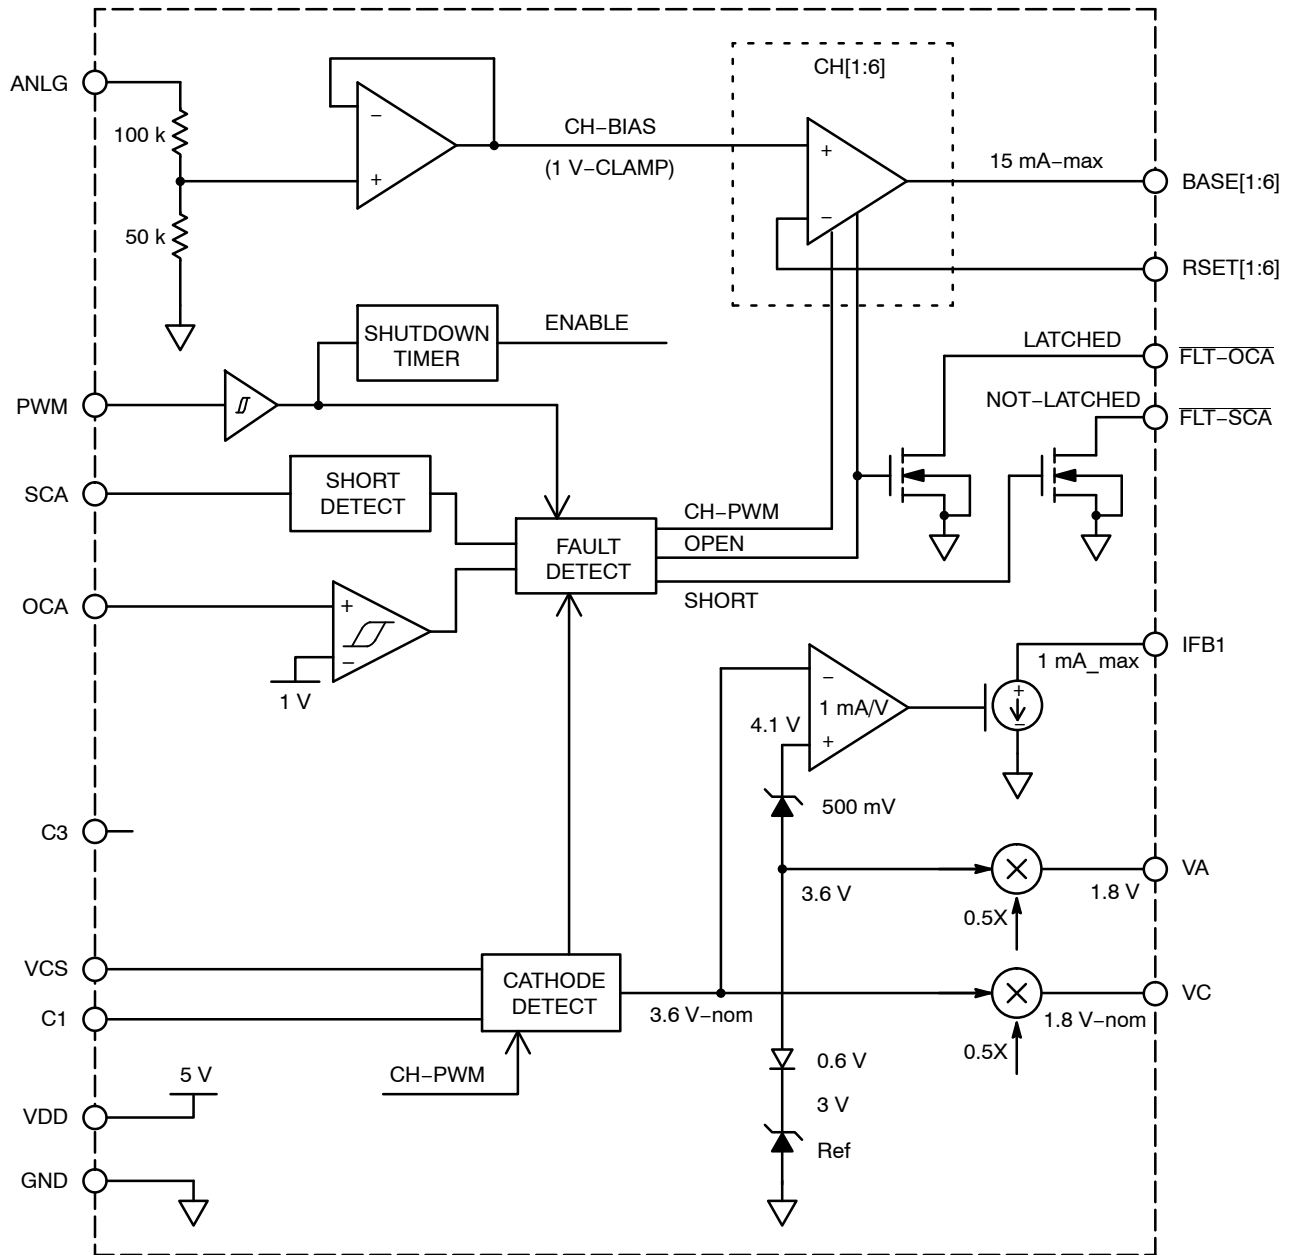 CH[1:6]
ANLG
100 k
50 k
−
+
CH−BIAS
(1 V−CLAMP)
+
−
15 mA−max
BASE[1:6]
RSET[1:6]
SHUTDOWN
TIMER
ENABLE
LATCHED
FLT−OCA
NOT−LATCHED
FLT−SCA
PWM
SCA
SHORT
DETECT
CH−PWM
OPEN
SHORT
FAULT
DETECT
OCA
+
−
1 V
IFB1
1 mA_max
−
1 mA/V
+
4.1 V
+
−
500 mV
C3
3.6 V
0.5X
1.8 V
VA
VCS
C1
CATHODE
DETECT
3.6 V−nom
0.5X
1.8 V−nom
VC
CH−PWM
0.6 V
3 V
Ref
5 V
VDD
GND